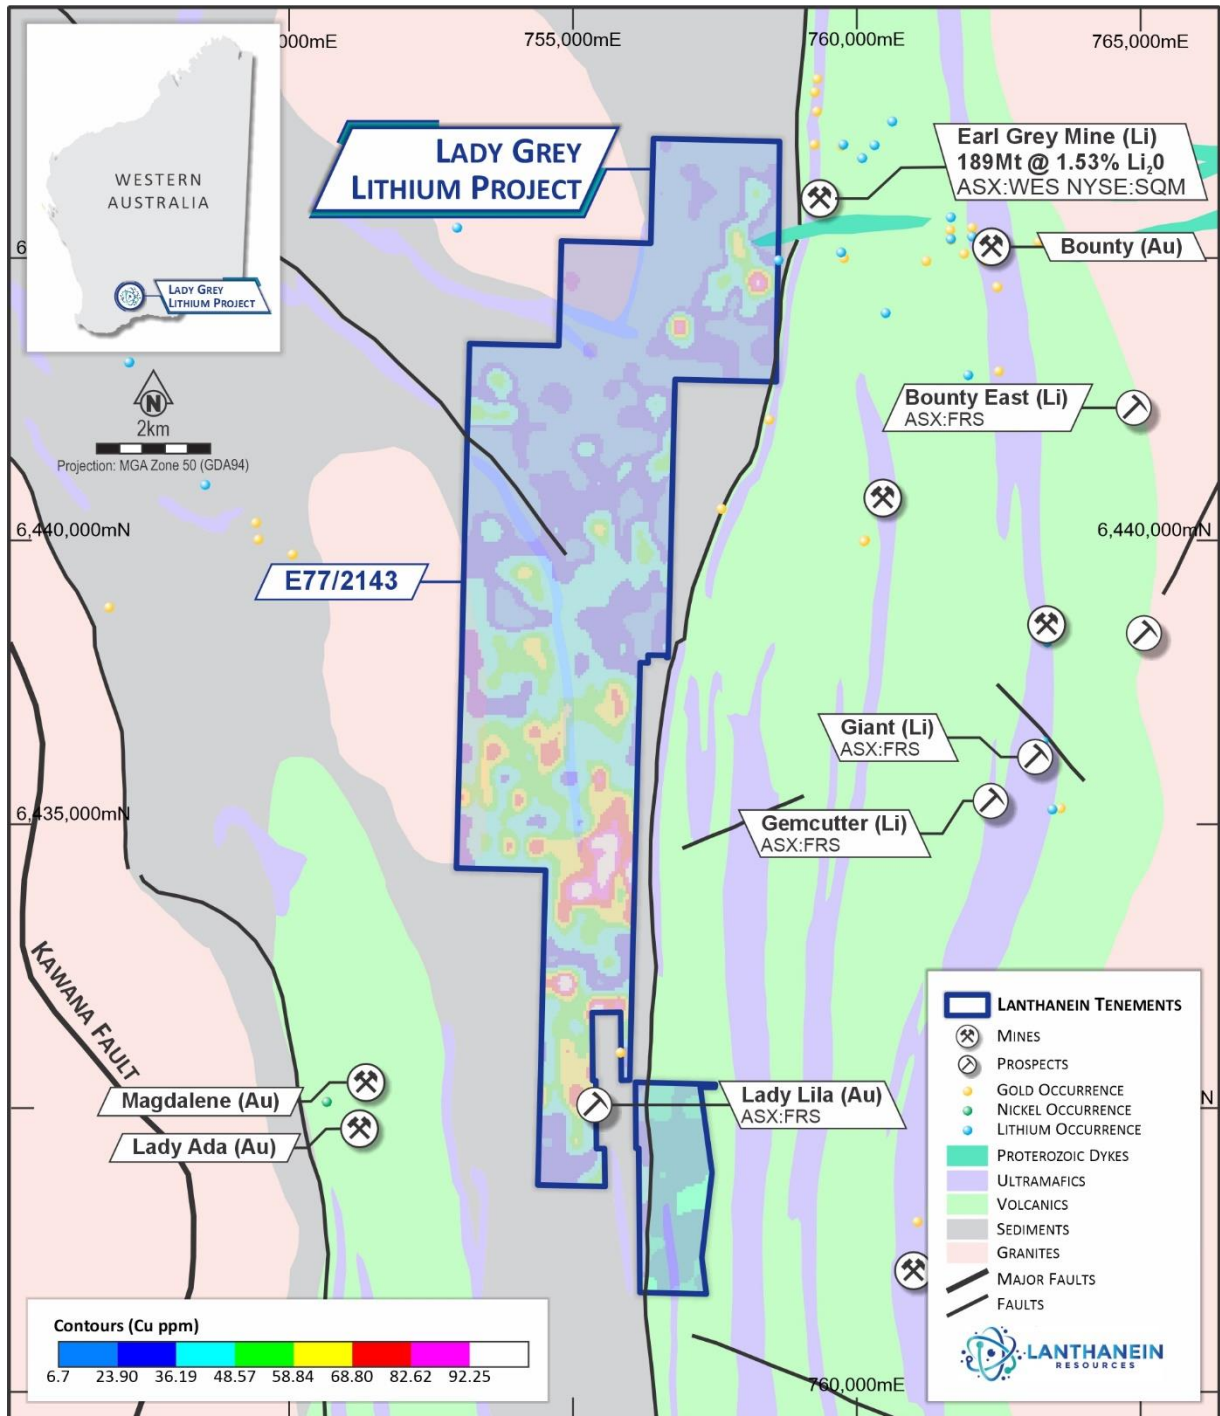 000mE
755,000mE
760,000mE
765,000mE
WESTERN
AUSTRALIA
LADY GREY
LITHIUM PROJECT
LADY GREY
LITHIUM PROJECT
Earl Grey Mine (Li)
189Mt @ 1.53% Li₂0
ASX:WES NYSE:SQM
Bounty (Au)
6
N
2km
Projection: MGA Zone 50 (GDA94)
Bounty East (Li)
ASX:FRS
6,440,000mN
6,440,000mN
E77/2143
Giant (Li)
ASX:FRS
6,435,000mN
Gemcutter (Li)
ASX:FRS
KAWANA FAULT
Magdalene (Au)
Lady Ada (Au)
Lady Lila (Au)
ASX:FRS
N
LANTHANEIN TENEMENTS
MINES
PROSPECTS
GOLD OCCURRENCE
NICKEL OCCURRENCE
LITHIUM OCCURRENCE
PROTEROZOIC DYKES
ULTRAMAFICS
VOLCANICS
SEDIMENTS
GRANITES
MAJOR FAULTS
FAULTS
LANTHANEIN
RESOURCES
Contours (Cu ppm)
6.7 23.90 36.19 48.57 58.84 68.80 82.62 92.25
760,000mE